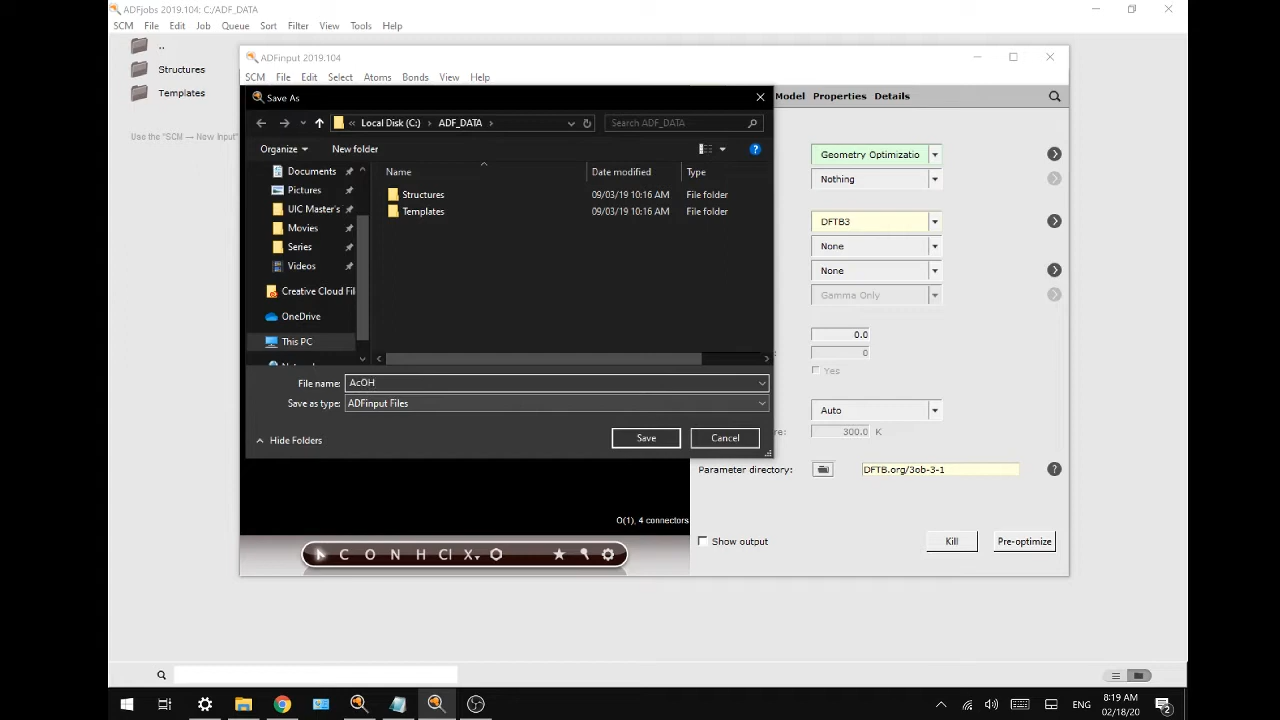 ADFjobs 2019.104: C:/ADF_DATA
SCM File Edit Job Queue Sort Filter View Tools Help
..
Structures
Templates
Use the "SCM → New Input"
ADFinput 2019.104
SCM File Edit Select Atoms Bonds View Help
Save As
Model Properties Details
« Local Disk (C:) › ADF_DATA ›
Search ADF_DATA
Organize
New folder
Name
Date modified
Type
Documents
Pictures
UIC Master's
Movies
Series
Videos
Creative Cloud Fil
OneDrive
This PC
Structures 09/03/19 10:16 AM File folder
Templates 09/03/19 10:16 AM File folder
File name: AcOH
Save as type: ADFinput Files
Hide Folders
Save
Cancel
Geometry Optimizatio
Nothing
DFTB3
None
None
Gamma Only
0.0
0
Yes
Auto
re: 300.0 K
Parameter directory: DFTB.org/3ob-3-1
O(1), 4 connectors
C O N H Cl X
Show output
Kill
Pre-optimize
ENG
8:19 AM
02/18/20
2